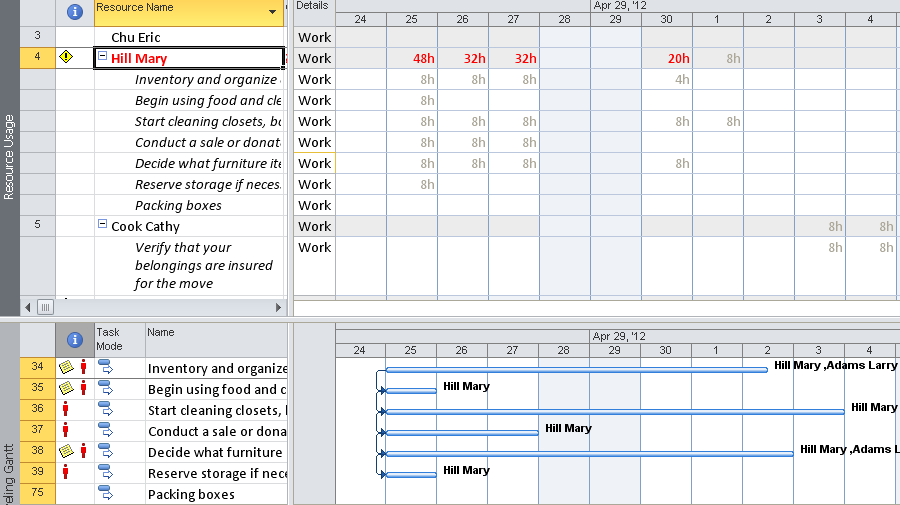 Resource Name Details Apr 29, '12
24 25 26 27 28 29 30 1 2 3 4
3 Chu Eric Work
4 Hill Mary Work 48h 32h 32h 20h 8h
Inventory and organize Work 8h 8h 8h 4h
Begin using food and cle Work 8h
Start cleaning closets, ba Work 8h 8h 8h 8h 8h
Conduct a sale or donat Work 8h 8h 8h
Decide what furniture ite Work 8h 8h 8h 8h
Reserve storage if neces Work 8h
Packing boxes Work
5 Cook Cathy Work 8h 8h
Verify that your Work 8h 8h
belongings are insured
for the move
Resource Usage
Task Mode Name Apr 29, '12
24 25 26 27 28 29 30 1 2 3 4
34 Inventory and organize Hill Mary ,Adams Larry
35 Begin using food and c Hill Mary
36 Start cleaning closets, Hill Mary
37 Conduct a sale or dona Hill Mary
38 Decide what furniture Hill Mary ,Adams L
39 Reserve storage if nece Hill Mary
75 Packing boxes
eling Gantt